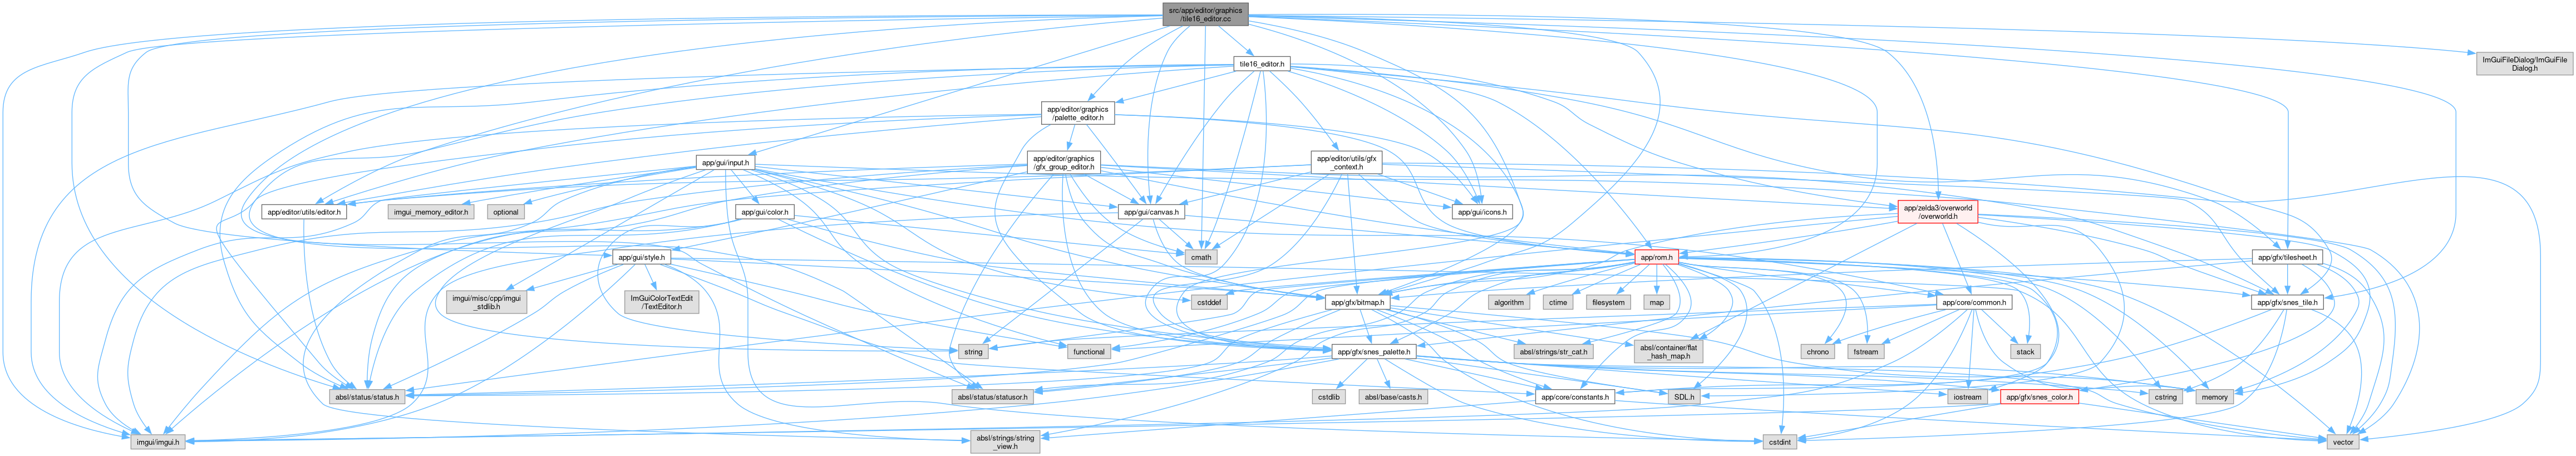 src/app/editor/graphics
/tile16_editor.cc
ImGuiFileDialog/ImGuiFile
Dialog.h
tile16_editor.h
app/editor/graphics
/palette_editor.h
app/gui/input.h
app/editor/graphics
/gfx_group_editor.h
app/editor/utils/gfx
_context.h
app/editor/utils/editor.h
imgui_memory_editor.h
optional
app/gui/color.h
app/gui/canvas.h
app/gui/icons.h
app/zelda3/overworld
/overworld.h
app/gui/style.h
cmath
app/rom.h
app/gfx/tilesheet.h
imgui/misc/cpp/imgui
_stdlib.h
ImGuiColorTextEdit
/TextEditor.h
cstddef
app/gfx/bitmap.h
algorithm
ctime
filesystem
map
app/core/common.h
app/gfx/snes_tile.h
string
functional
app/gfx/snes_palette.h
absl/strings/str_cat.h
absl/container/flat
_hash_map.h
chrono
fstream
stack
absl/status/status.h
absl/status/statusor.h
cstdlib
absl/base/casts.h
app/core/constants.h
SDL.h
iostream
app/gfx/snes_color.h
cstring
memory
imgui/imgui.h
absl/strings/string
_view.h
cstdint
vector